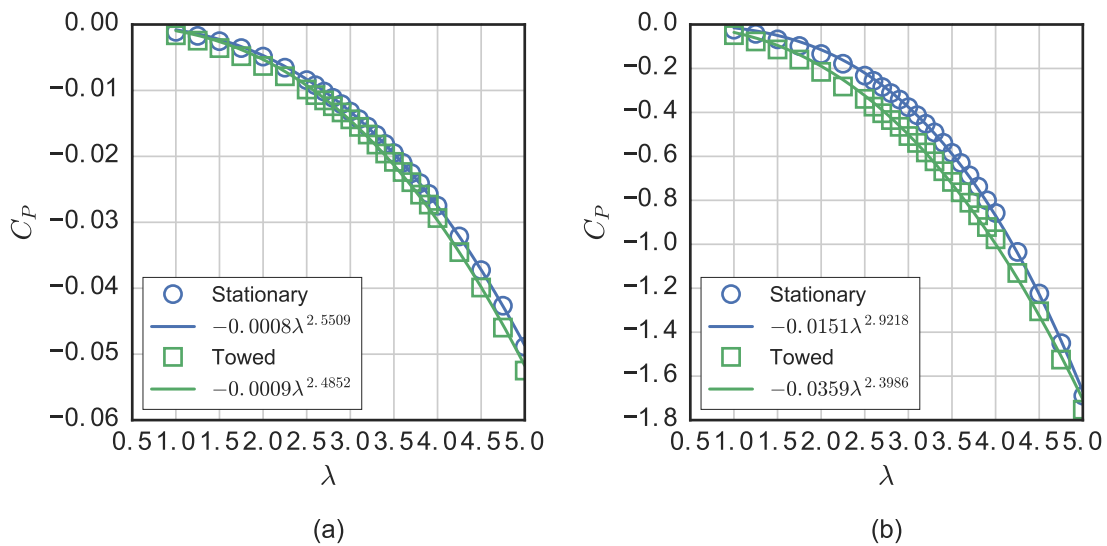 0.00
−0.01
−0.02
−0.03
−0.04
−0.05
−0.06
C_P
0.5 1.0 1.5 2.0 2.5 3.0 3.5 4.0 4.5 5.0
λ
Stationary
−0.0008λ^2.5509
Towed
−0.0009λ^2.4852
(a)
0.0
−0.2
−0.4
−0.6
−0.8
−1.0
−1.2
−1.4
−1.6
−1.8
C_P
0.5 1.0 1.5 2.0 2.5 3.0 3.5 4.0 4.5 5.0
λ
Stationary
−0.0151λ^2.9218
Towed
−0.0359λ^2.3986
(b)